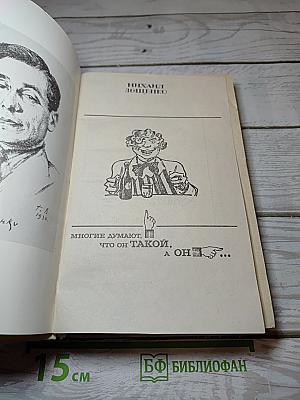 МИХАИЛ
ЗОЩЕНКО
МНОГИЕ ДУМАЮТ,
ЧТО ОН ТАКОЙ,
А ОН ...
15 см
БФ БИБЛИОФАН